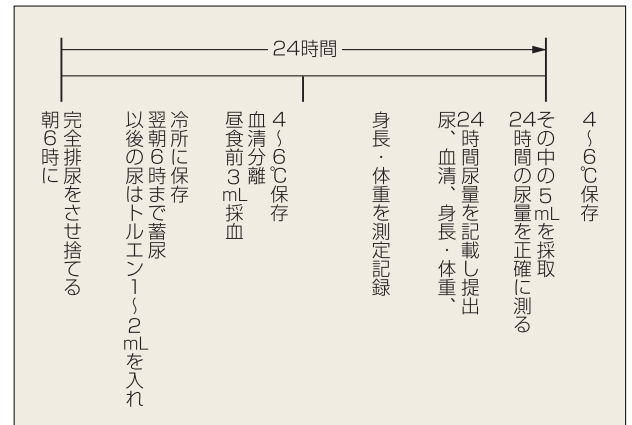 24時間
朝6時に
完全排尿をさせ捨てる
以後の尿はトルエン1〜2mLを入れ
翌朝6時まで蓄尿
冷所に保存
昼食前3mL採血
血清分離
4〜6℃保存
身長・体重を測定記録
尿、血清、身長・体重、
24時間尿量を記載し提出
24時間の尿量を正確に測る
その中の5mLを採取
4〜6℃保存